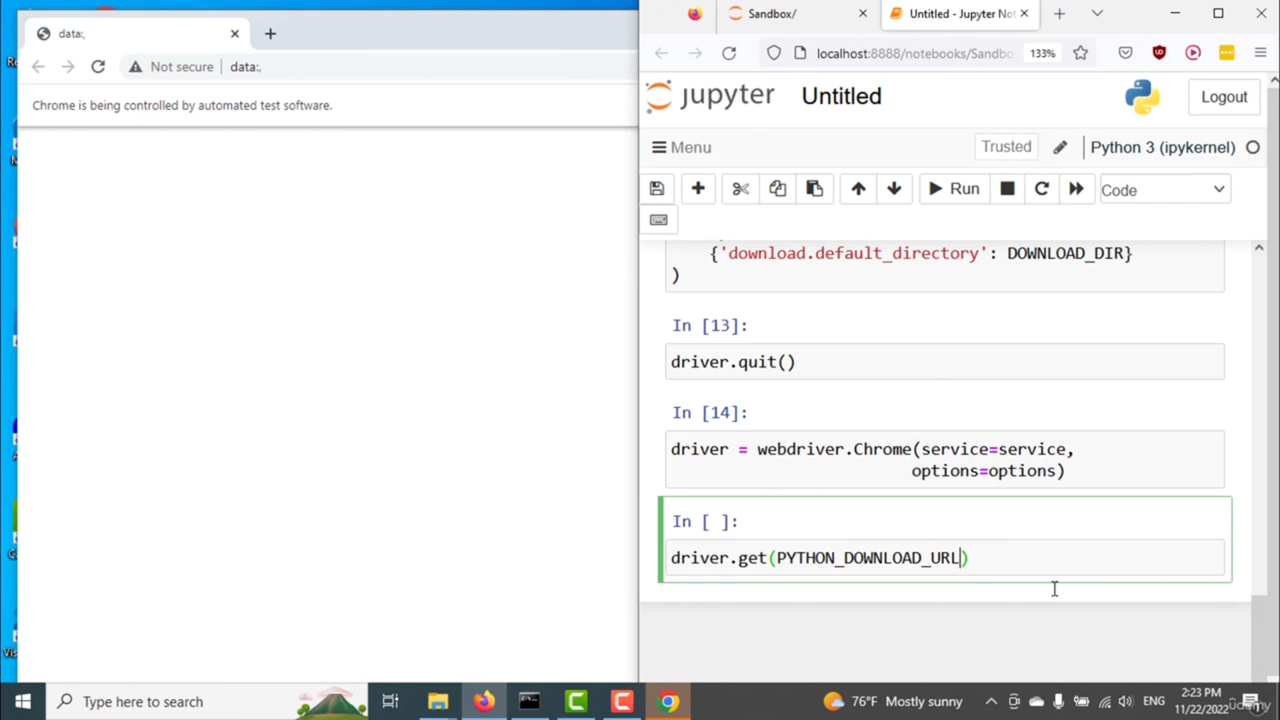 data:,
Not secure
data:,
Chrome is being controlled by automated test software.
Sandbox/
Untitled - Jupyter Not
localhost:8888/notebooks/Sandbo
133%
jupyter
Untitled
Logout
Menu
Trusted
Python 3 (ipykernel)
Run
Code
{'download.default_directory': DOWNLOAD_DIR}
)
In [13]:
driver.quit()
In [14]:
driver = webdriver.Chrome(service=service,
options=options)
In [ ]:
driver.get(PYTHON_DOWNLOAD_URL)
Type here to search
76°F Mostly sunny
ENG
2:23 PM
11/22/2022
udemy